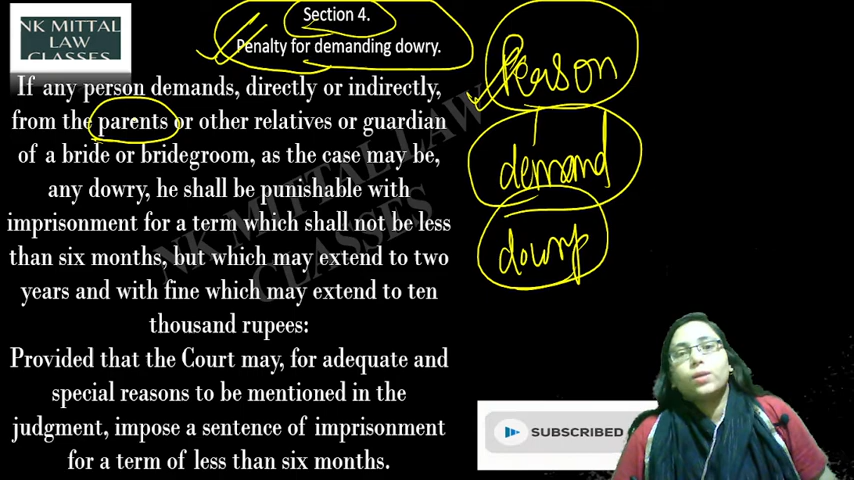 NK MITTAL
LAW
CLASSES
Section 4.
Penalty for demanding dowry.
If any person demands, directly or indirectly,
from the parents or other relatives or guardian
of a bride or bridegroom, as the case may be,
any dowry, he shall be punishable with
imprisonment for a term which shall not be less
than six months, but which may extend to two
years and with fine which may extend to ten
thousand rupees:
Provided that the Court may, for adequate and
special reasons to be mentioned in the
judgment, impose a sentence of imprisonment
for a term of less than six months.
NK MITTAL LAW
CLASSES
Person
demand
dowry
SUBSCRIBED